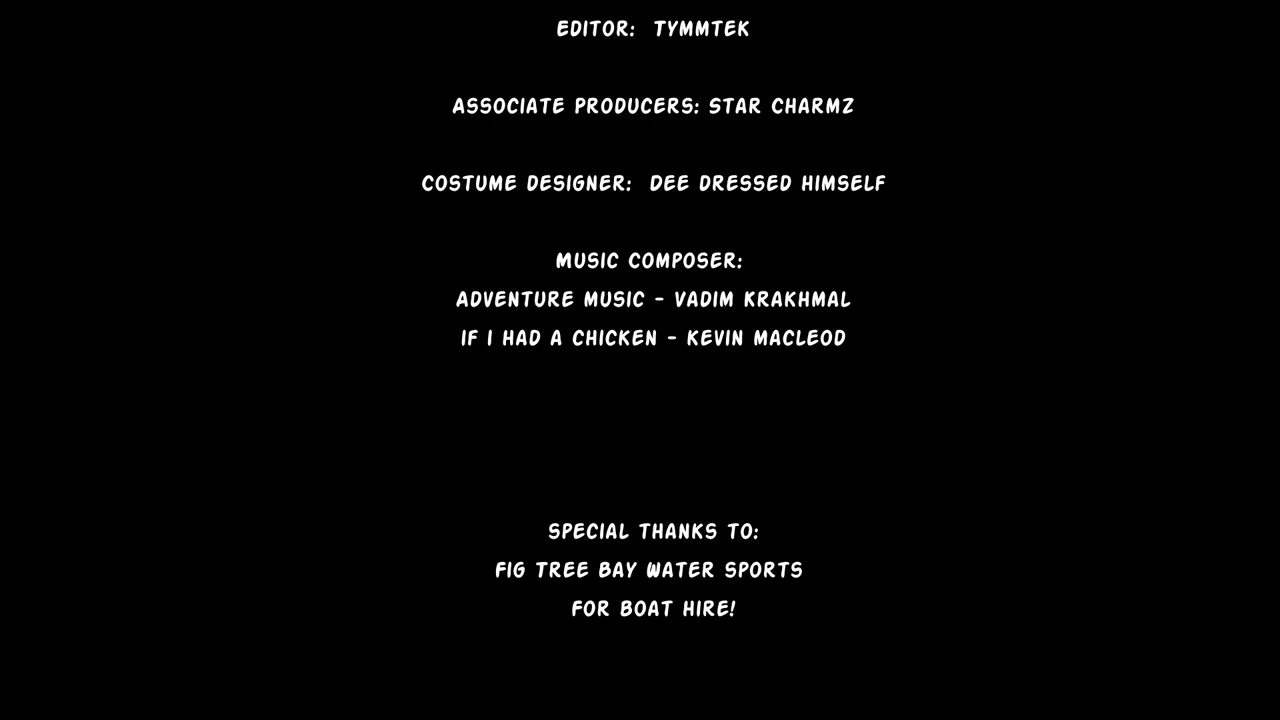 EDITOR:  TYMMTEK
ASSOCIATE PRODUCERS: STAR CHARMZ
COSTUME DESIGNER:  DEE DRESSED HIMSELF
MUSIC COMPOSER:
ADVENTURE MUSIC - VADIM KRAKHMAL
IF I HAD A CHICKEN - KEVIN MACLEOD
SPECIAL THANKS TO:
FIG TREE BAY WATER SPORTS
FOR BOAT HIRE!